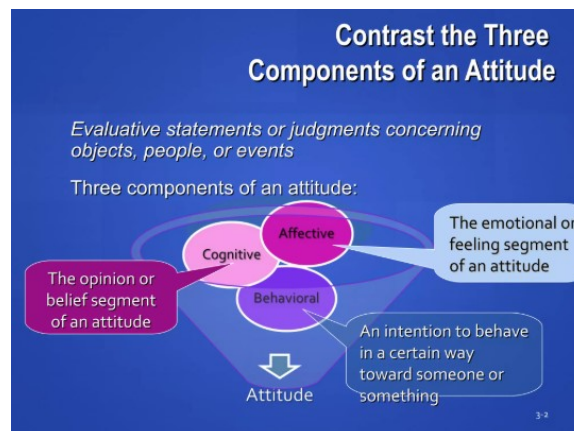 Contrast the Three
Components of an Attitude
Evaluative statements or judgments concerning
objects, people, or events
Three components of an attitude:
Affective
Cognitive
Behavioral
The emotional or
feeling segment
of an attitude
The opinion or
belief segment
of an attitude
An intention to behave
in a certain way
toward someone or
something
Attitude
3-2